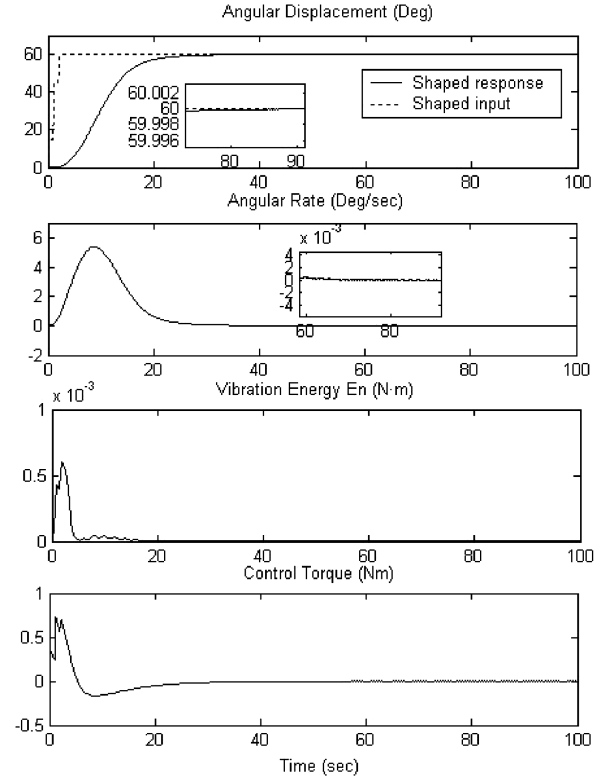 Angular Displacement (Deg)
60
40
20
0
Shaped response
Shaped input
60.002
60
59.998
59.996
80 90
0 20 40 60 80 100
Angular Rate (Deg/sec)
6
4
2
0
-2
x 10⁻³
4
2
0
-2
-4
60 80
0 20 40 60 80 100
Vibration Energy En (N·m)
x 10⁻³
1
0.5
0
0 20 40 60 80 100
Control Torque (Nm)
1
0.5
0
-0.5
0 20 40 60 80 100
Time (sec)